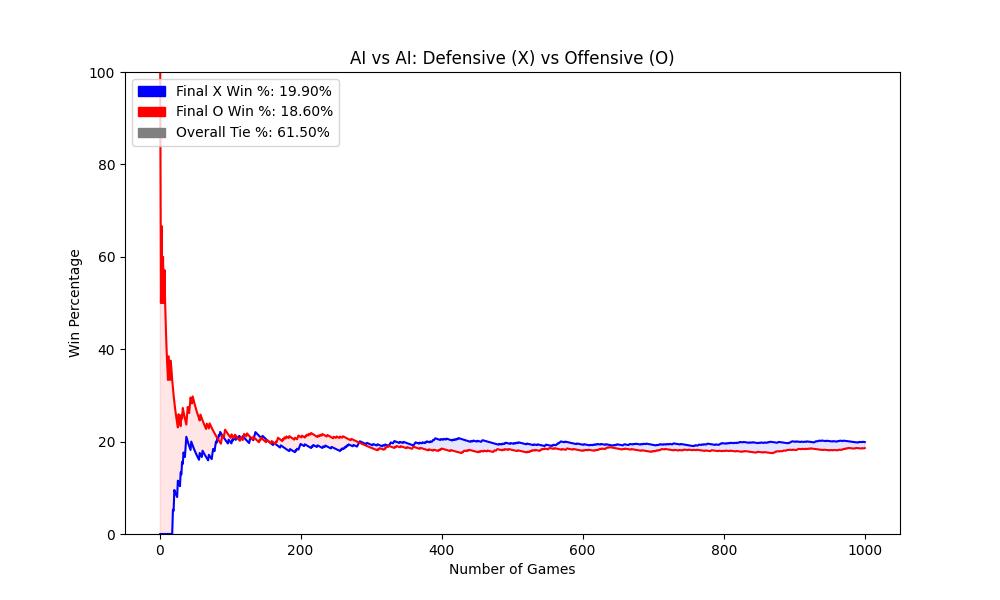 AI vs AI: Defensive (X) vs Offensive (O)
Final X Win %: 19.90%
Final O Win %: 18.60%
Overall Tie %: 61.50%
Win Percentage
100
80
60
40
20
0
0 200 400 600 800 1000
Number of Games